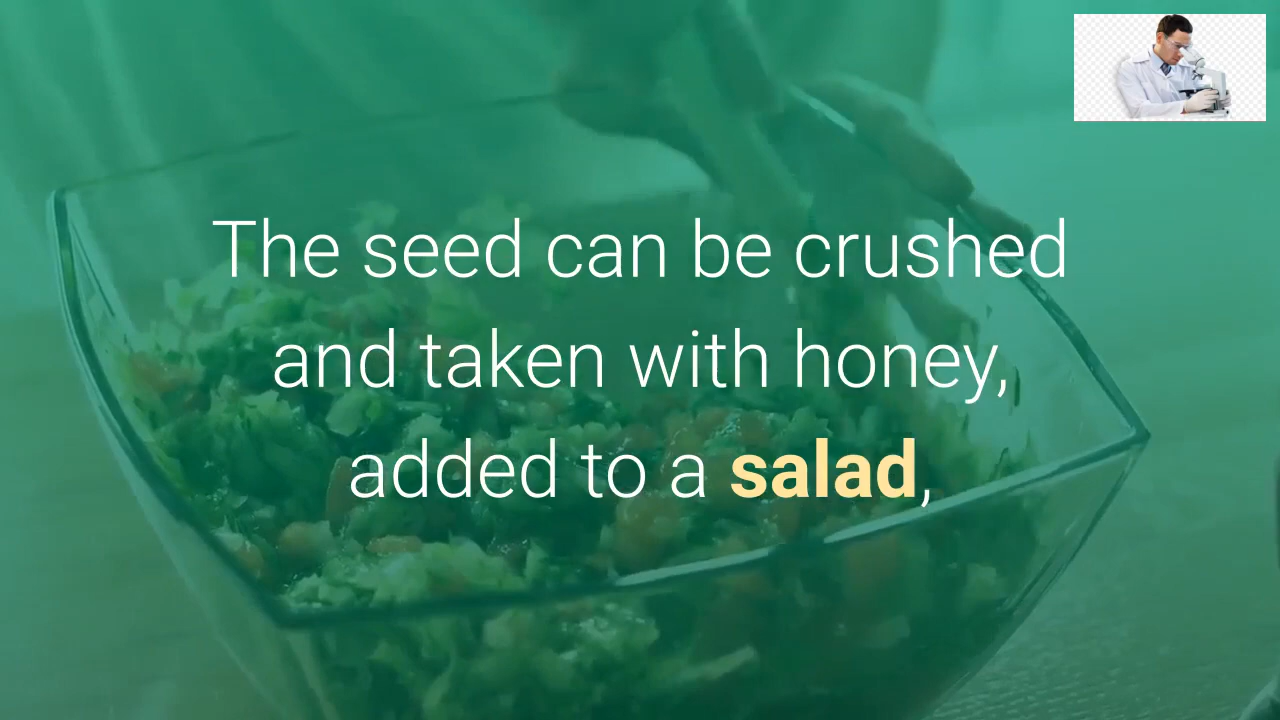 The seed can be crushed
and taken with honey,
added to a salad,